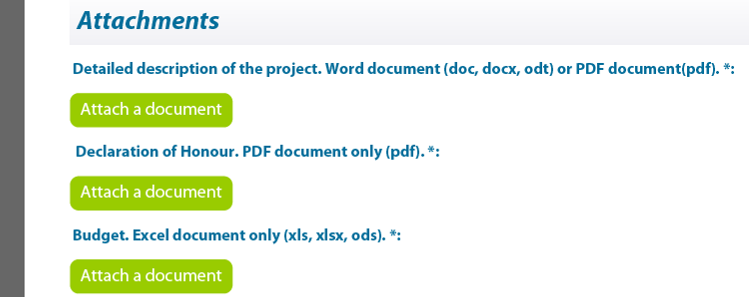 Attachments
Detailed description of the project. Word document (doc, docx, odt) or PDF document(pdf). *:
Attach a document
Declaration of Honour. PDF document only (pdf). *:
Attach a document
Budget. Excel document only (xls, xlsx, ods). *:
Attach a document